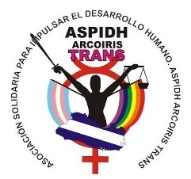 ASOCIACIÓN SOLIDARIA PARA IMPULSAR EL DESARROLLO HUMANO. ASPIDH ARCOIRIS TRANS
ASPIDH
ARCOIRIS
TRANS